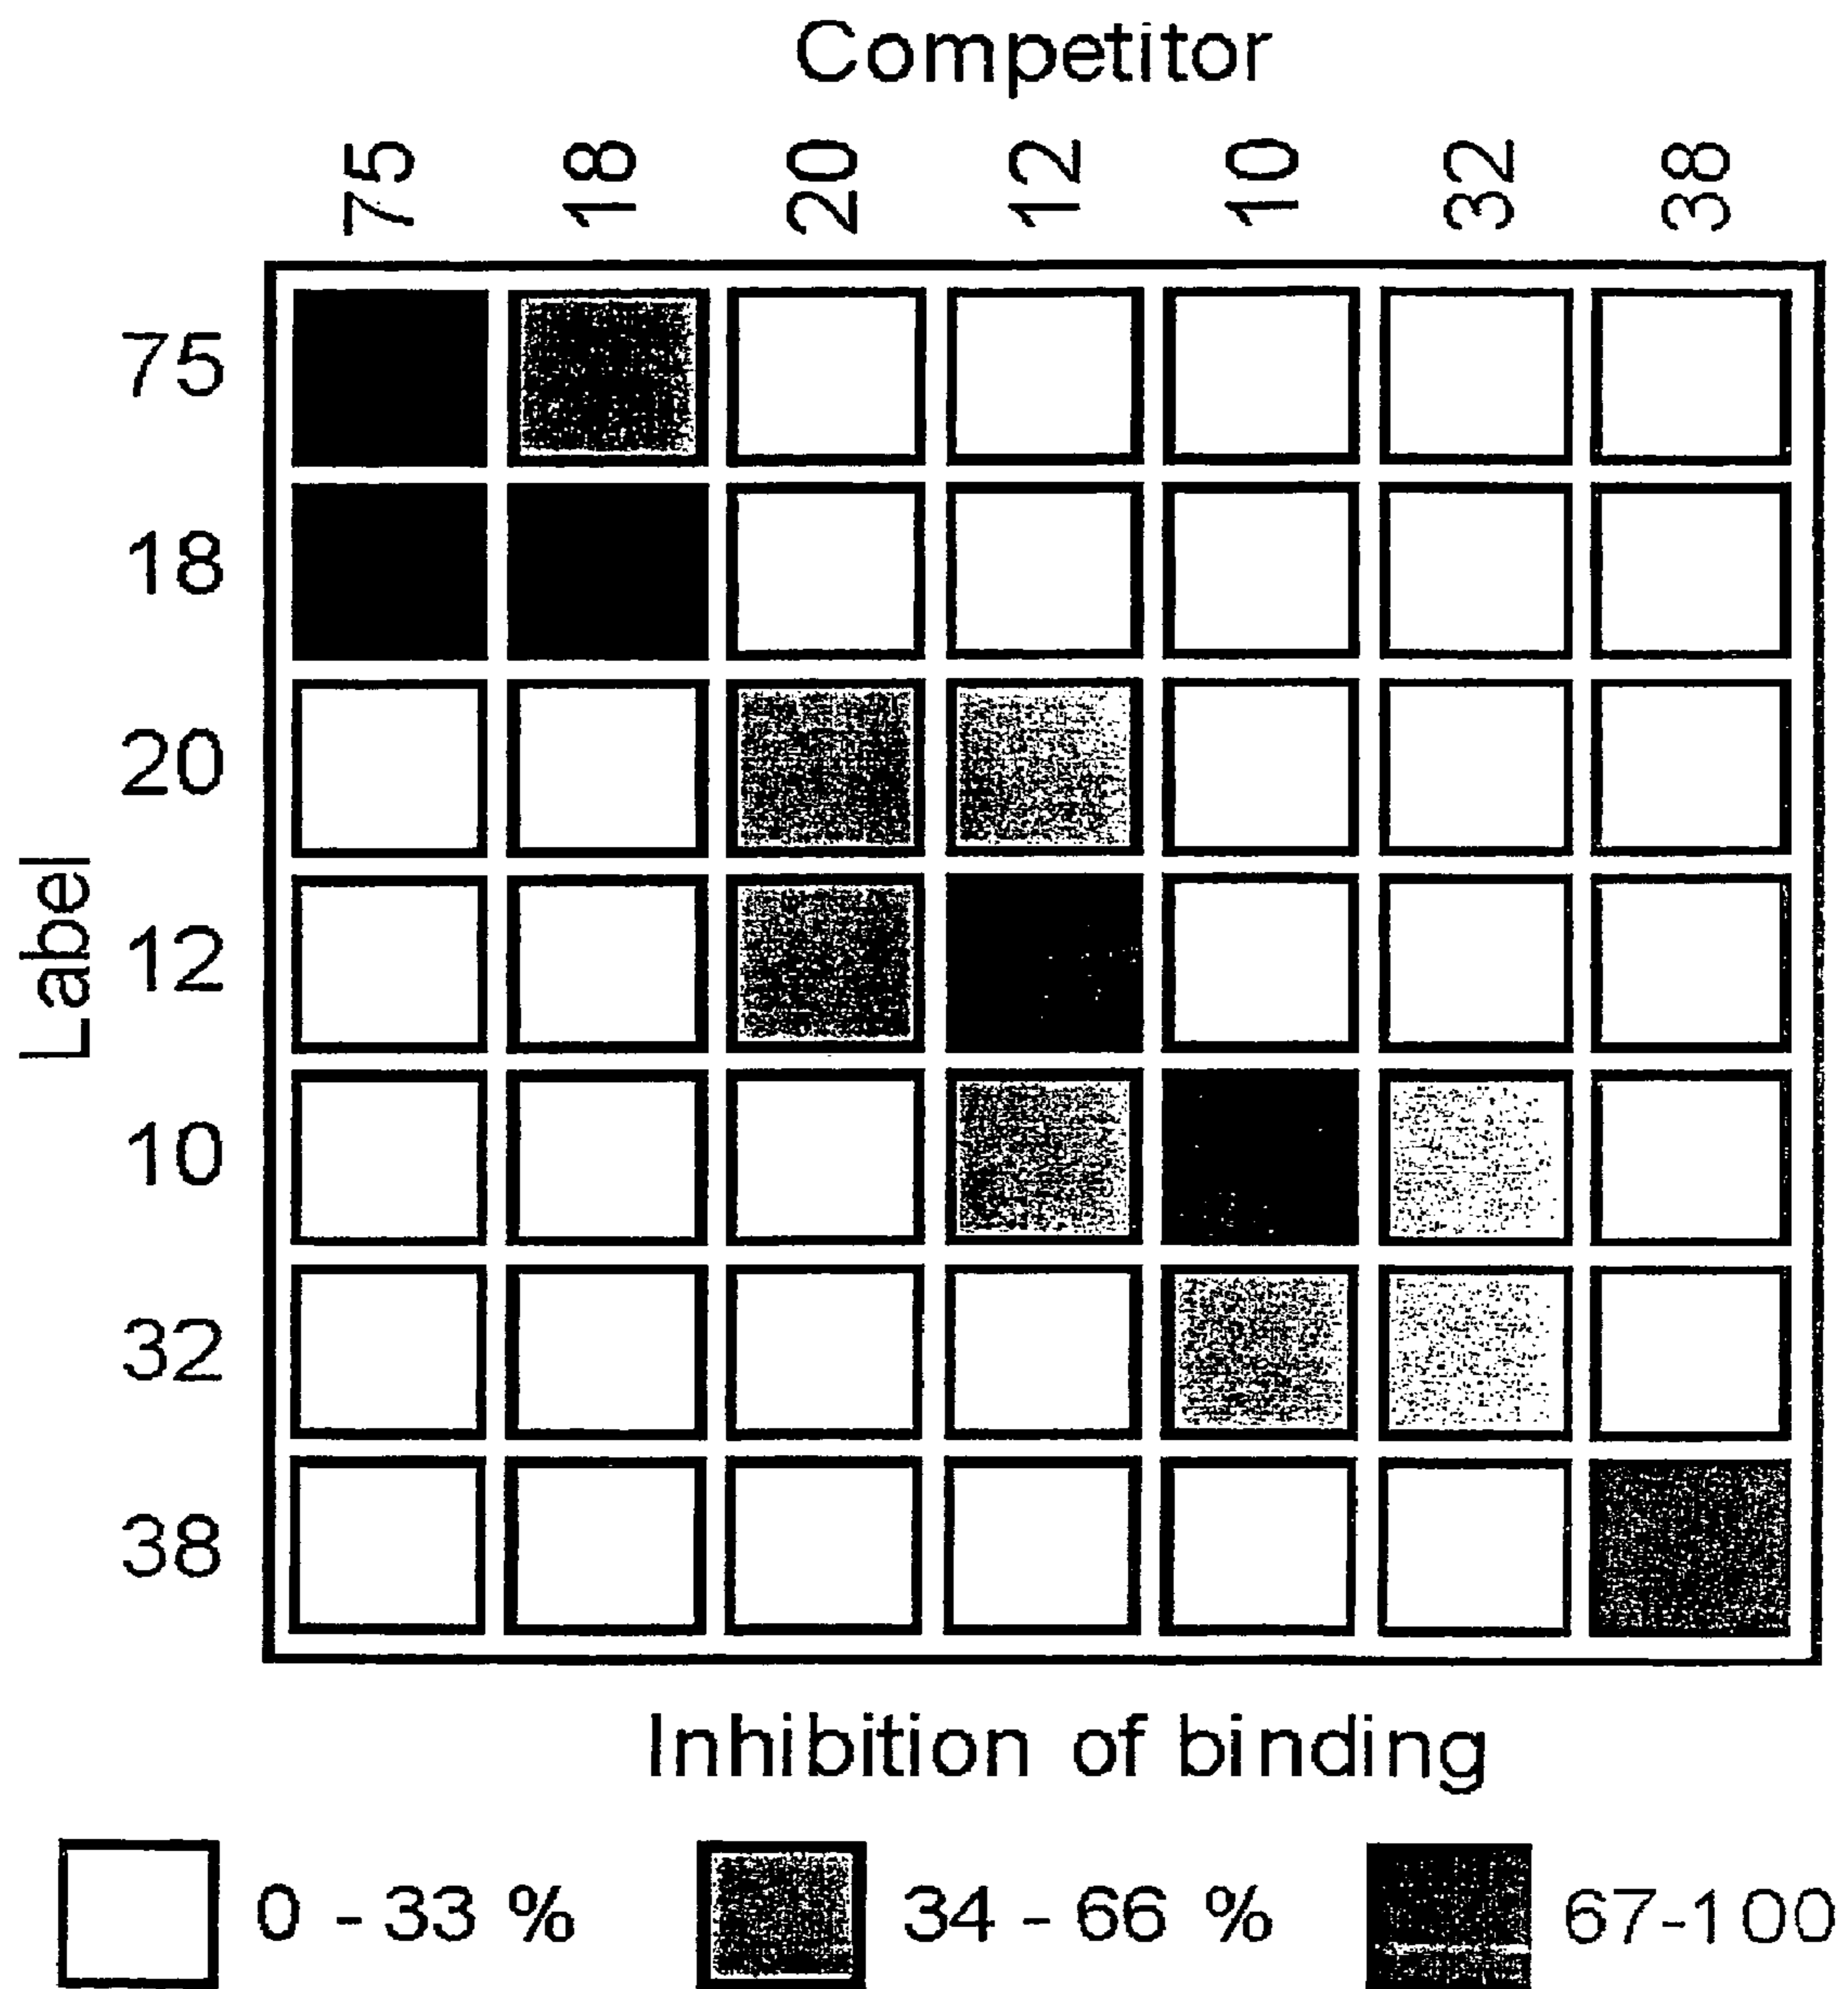 Competitor
75 18 20 12 10 32 38
Label
75
18
20
12
10
32
38
Inhibition of binding
0 - 33 % 34 - 66 % 67-100